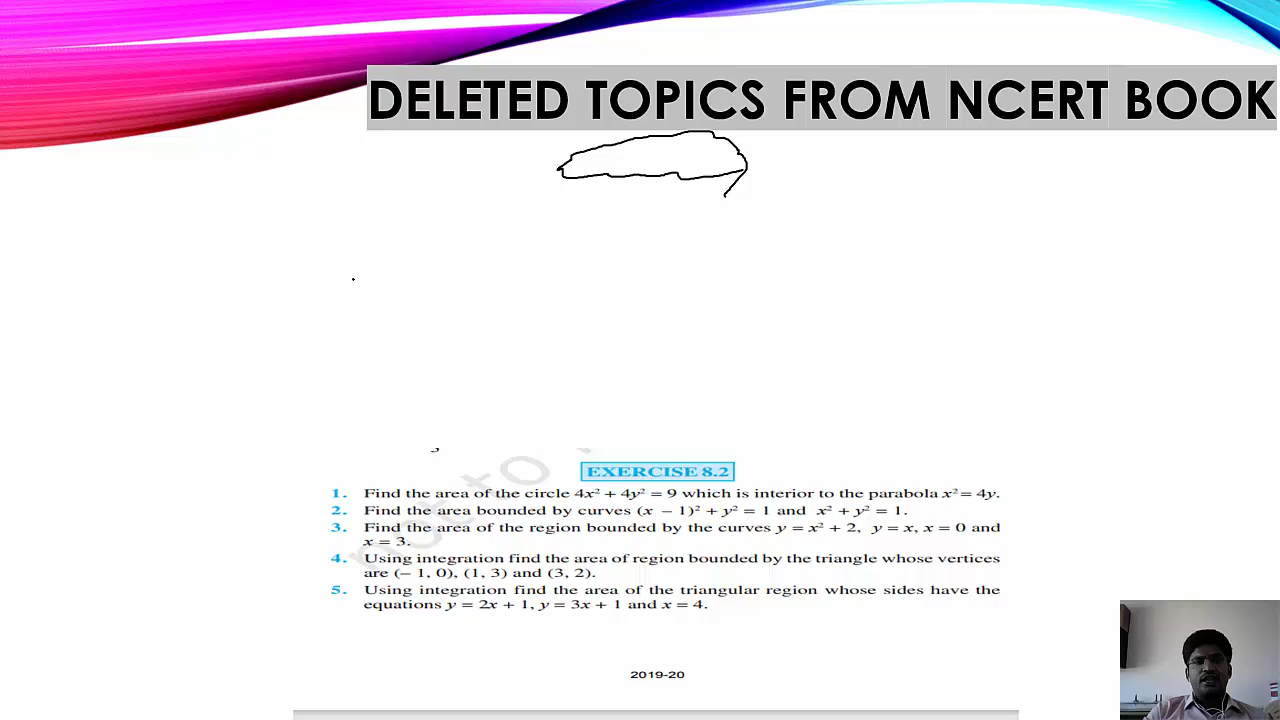 DELETED TOPICS FROM NCERT BOOK
not to
EXERCISE 8.2
1. Find the area of the circle 4x² + 4y² = 9 which is interior to the parabola x² = 4y.
2. Find the area bounded by curves (x – 1)² + y² = 1 and x² + y² = 1.
3. Find the area of the region bounded by the curves y = x² + 2, y = x, x = 0 and
x = 3.
4. Using integration find the area of region bounded by the triangle whose vertices
are (– 1, 0), (1, 3) and (3, 2).
5. Using integration find the area of the triangular region whose sides have the
equations y = 2x + 1, y = 3x + 1 and x = 4.
2019-20